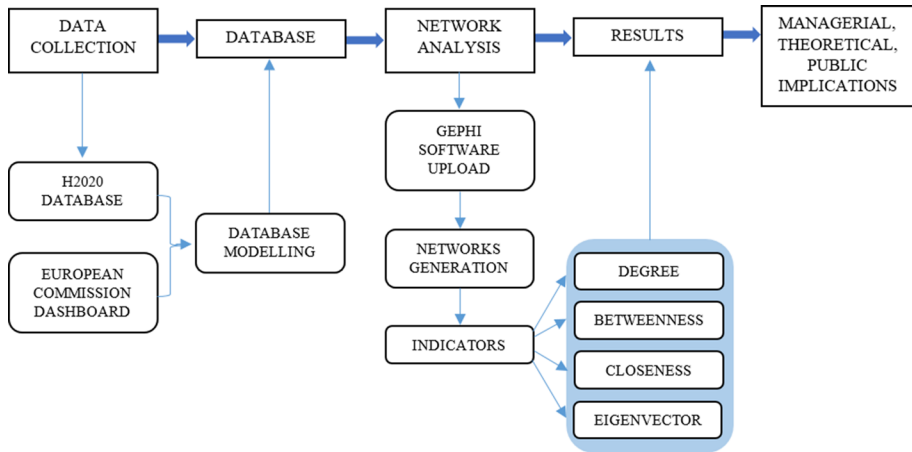 DATA
COLLECTION
DATABASE
NETWORK
ANALYSIS
RESULTS
MANAGERIAL,
THEORETICAL,
PUBLIC
IMPLICATIONS
H2020
DATABASE
EUROPEAN
COMMISSION
DASHBOARD
DATABASE
MODELLING
GEPHI
SOFTWARE
UPLOAD
NETWORKS
GENERATION
INDICATORS
DEGREE
BETWEENNESS
CLOSENESS
EIGENVECTOR